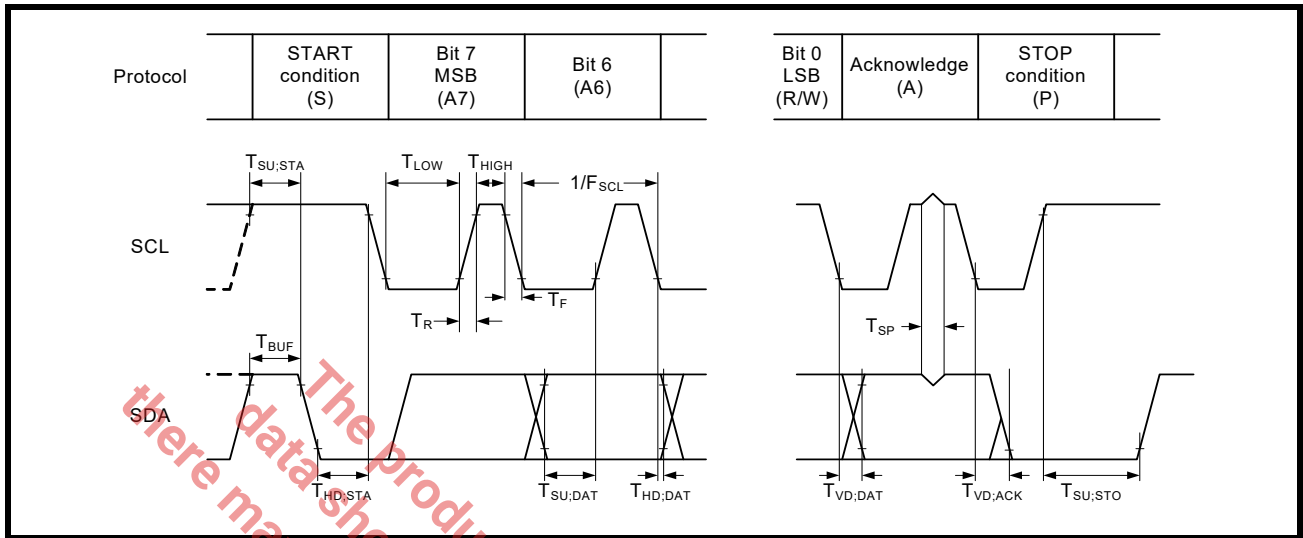 Protocol
START
condition
(S)
Bit 7
MSB
(A7)
Bit 6
(A6)
Bit 0
LSB
(R/W)
Acknowledge
(A)
STOP
condition
(P)
TSU;STA
TLOW
THIGH
1/FSCL
SCL
TF
TR
TSP
TBUF
SDA
THD;STA
TSU;DAT
THD;DAT
TVD;DAT
TVD;ACK
TSU;STO
The produ
data she
there ma